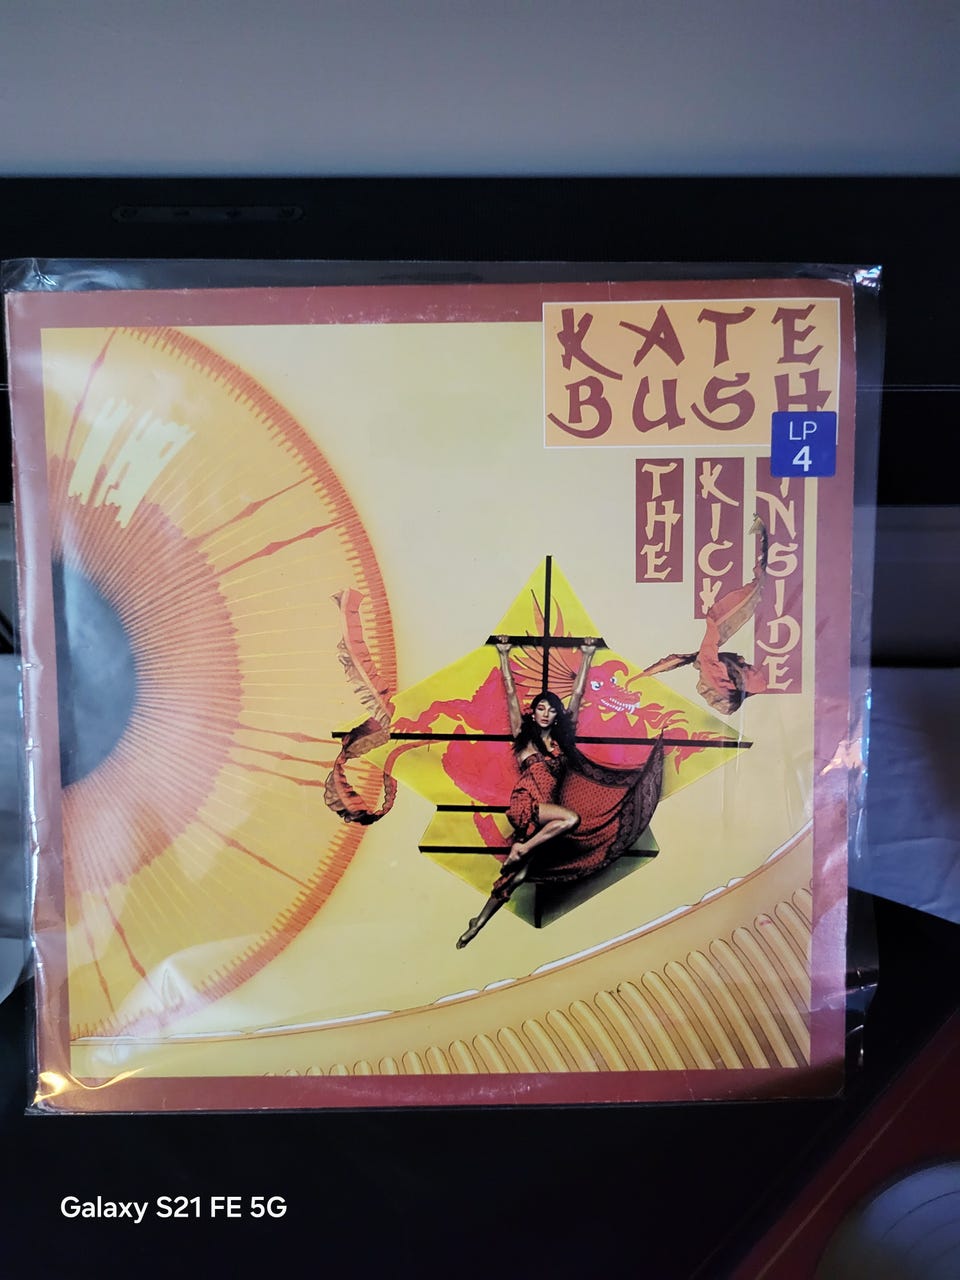 KATE
BUSH
LP
4
THE
KICK
INSIDE
Galaxy S21 FE 5G